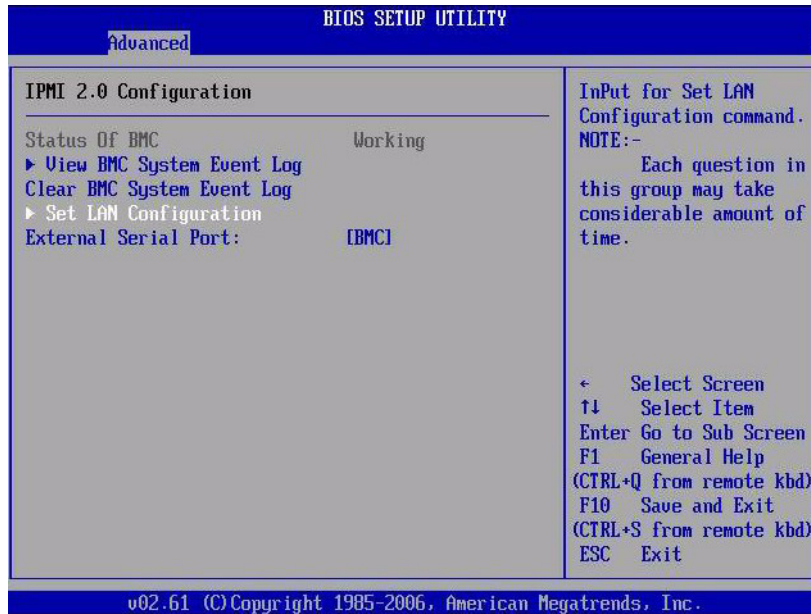 BIOS SETUP UTILITY
Advanced
IPMI 2.0 Configuration
Status Of BMC Working
▶ View BMC System Event Log
Clear BMC System Event Log
▶ Set LAN Configuration
External Serial Port: [BMC]
InPut for Set LAN
Configuration command.
NOTE:-
Each question in
this group may take
considerable amount of
time.
← Select Screen
↑↓ Select Item
Enter Go to Sub Screen
F1 General Help
(CTRL+Q from remote kbd)
F10 Save and Exit
(CTRL+S from remote kbd)
ESC Exit
v02.61 (C)Copyright 1985-2006, American Megatrends, Inc.